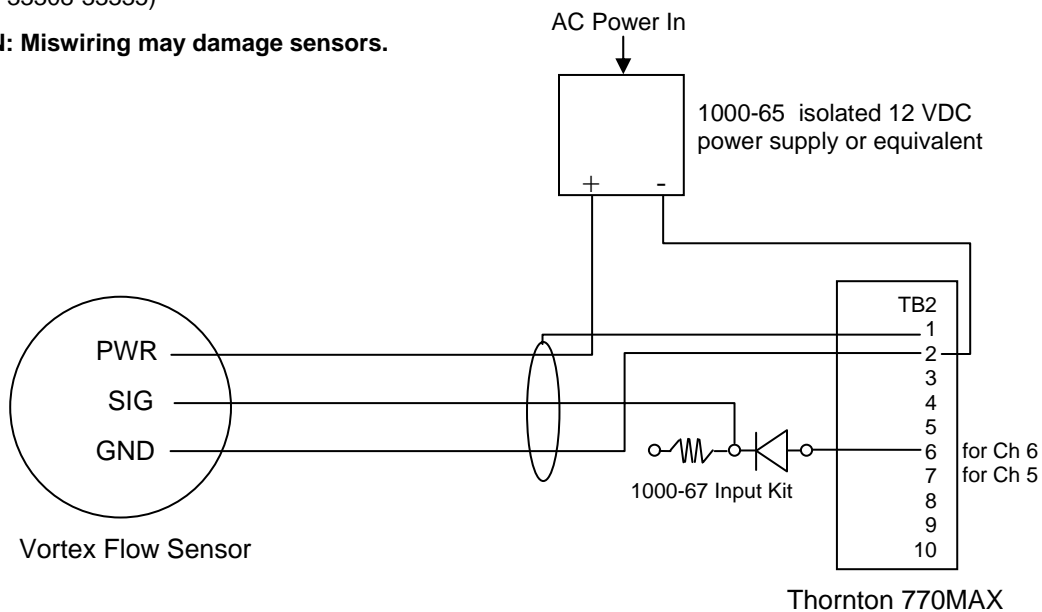 AC Power In
N: Miswiring may damage sensors.
1000-65 isolated 12 VDC
power supply or equivalent
+ -
TB2
1
PWR
2
3
SIG
4
5
GND
6 for Ch 6
7 for Ch 5
1000-67 Input Kit
8
9
10
Vortex Flow Sensor
Thornton 770MAX